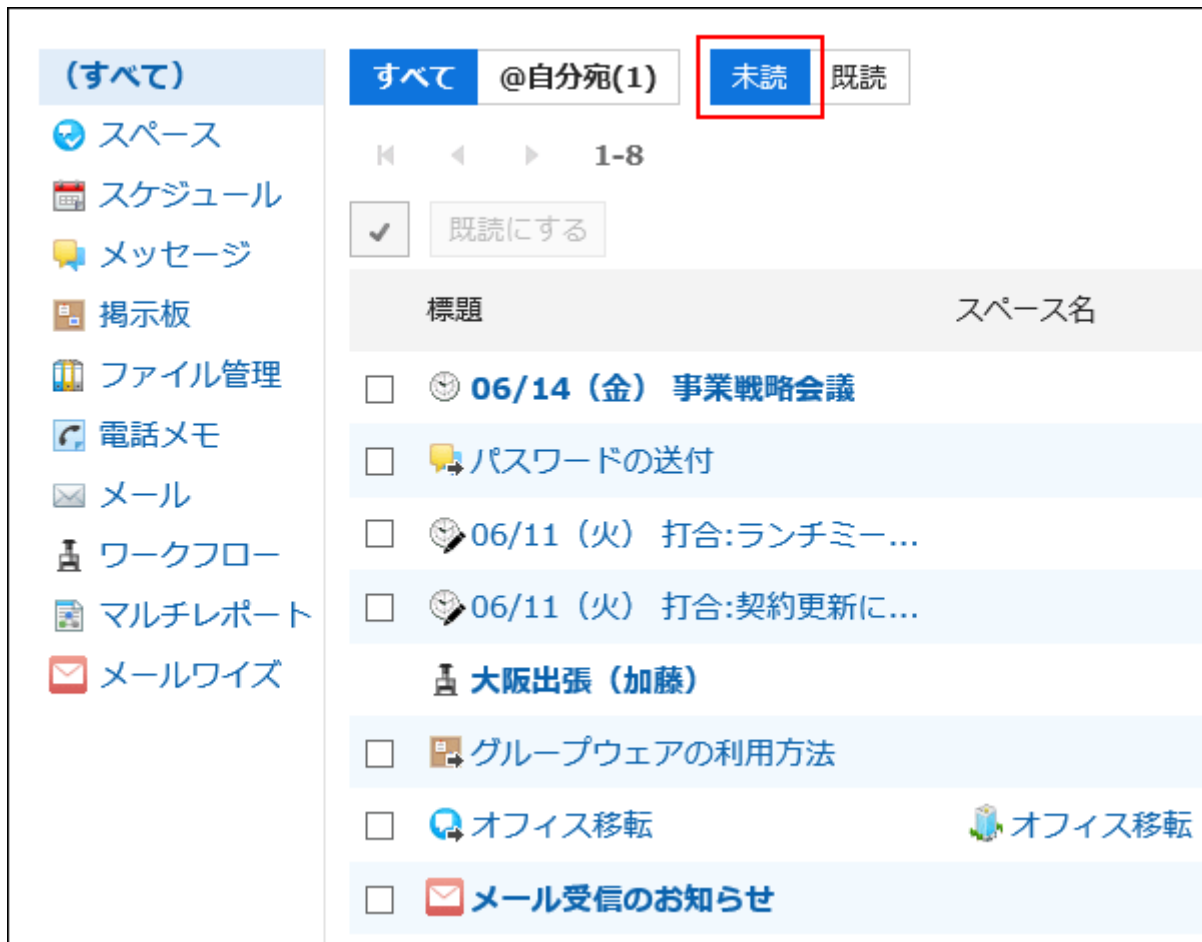 （すべて）
スペース
スケジュール
メッセージ
掲示板
ファイル管理
電話メモ
メール
ワークフロー
マルチレポート
メールワイズ
すべて @自分宛(1) 未読 既読
1-8
既読にする
標題 スペース名
06/14（金） 事業戦略会議
パスワードの送付
06/11（火） 打合:ランチミー...
06/11（火） 打合:契約更新に...
大阪出張（加藤）
グループウェアの利用方法
オフィス移転 オフィス移転
メール受信のお知らせ